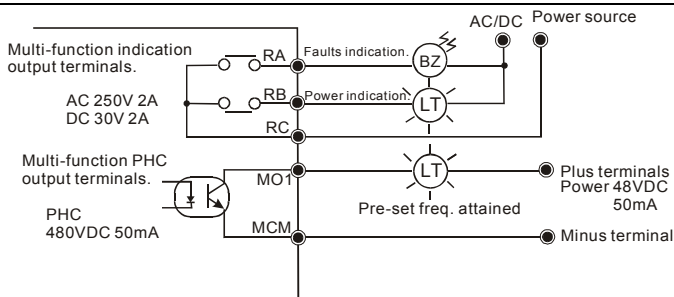 AC/DC
Power source
Multi-function indication
output terminals.
RA
Faults indication.
BZ
AC 250V 2A
DC 30V 2A
RB
Power indication.
LT
RC
Multi-function PHC
output terminals.
MO1
LT
Plus terminals
Power 48VDC
50mA
Pre-set freq. attained
PHC
480VDC 50mA
MCM
Minus terminal